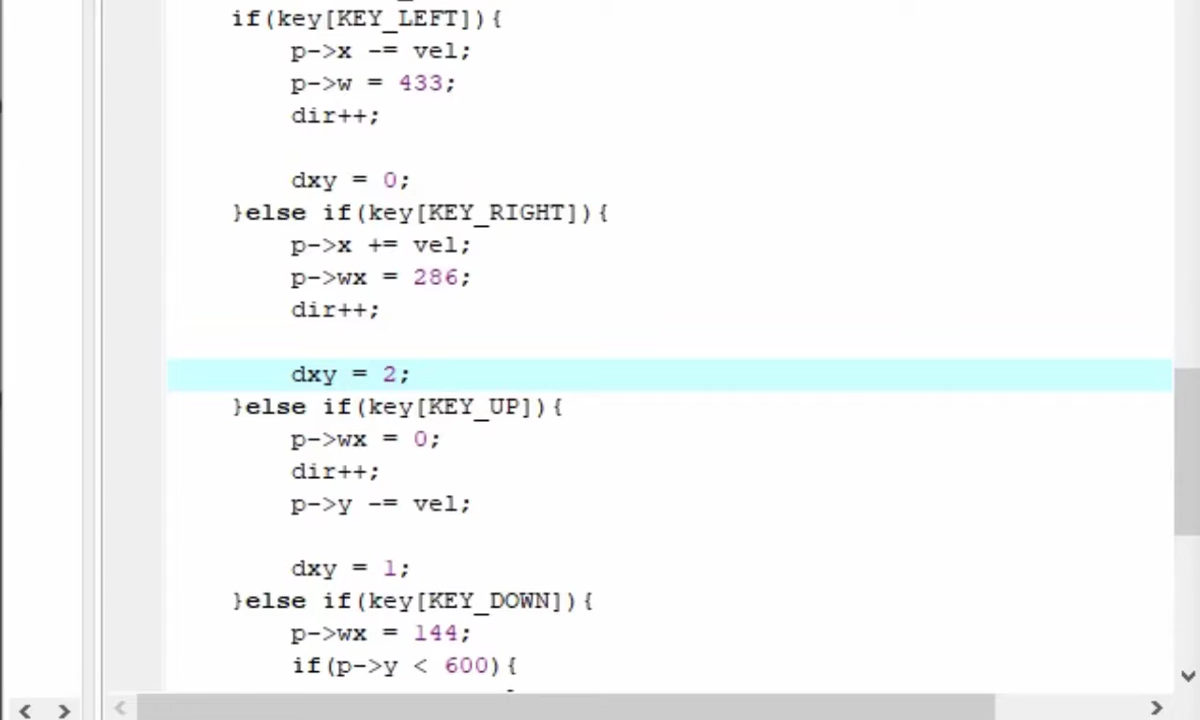 if(key[KEY_LEFT]){
p->x -= vel;
p->w = 433;
dir++;
dxy = 0;
}else if(key[KEY_RIGHT]){
p->x += vel;
p->wx = 286;
dir++;
dxy = 2;
}else if(key[KEY_UP]){
p->wx = 0;
dir++;
p->y -= vel;
dxy = 1;
}else if(key[KEY_DOWN]){
p->wx = 144;
if(p->y < 600){